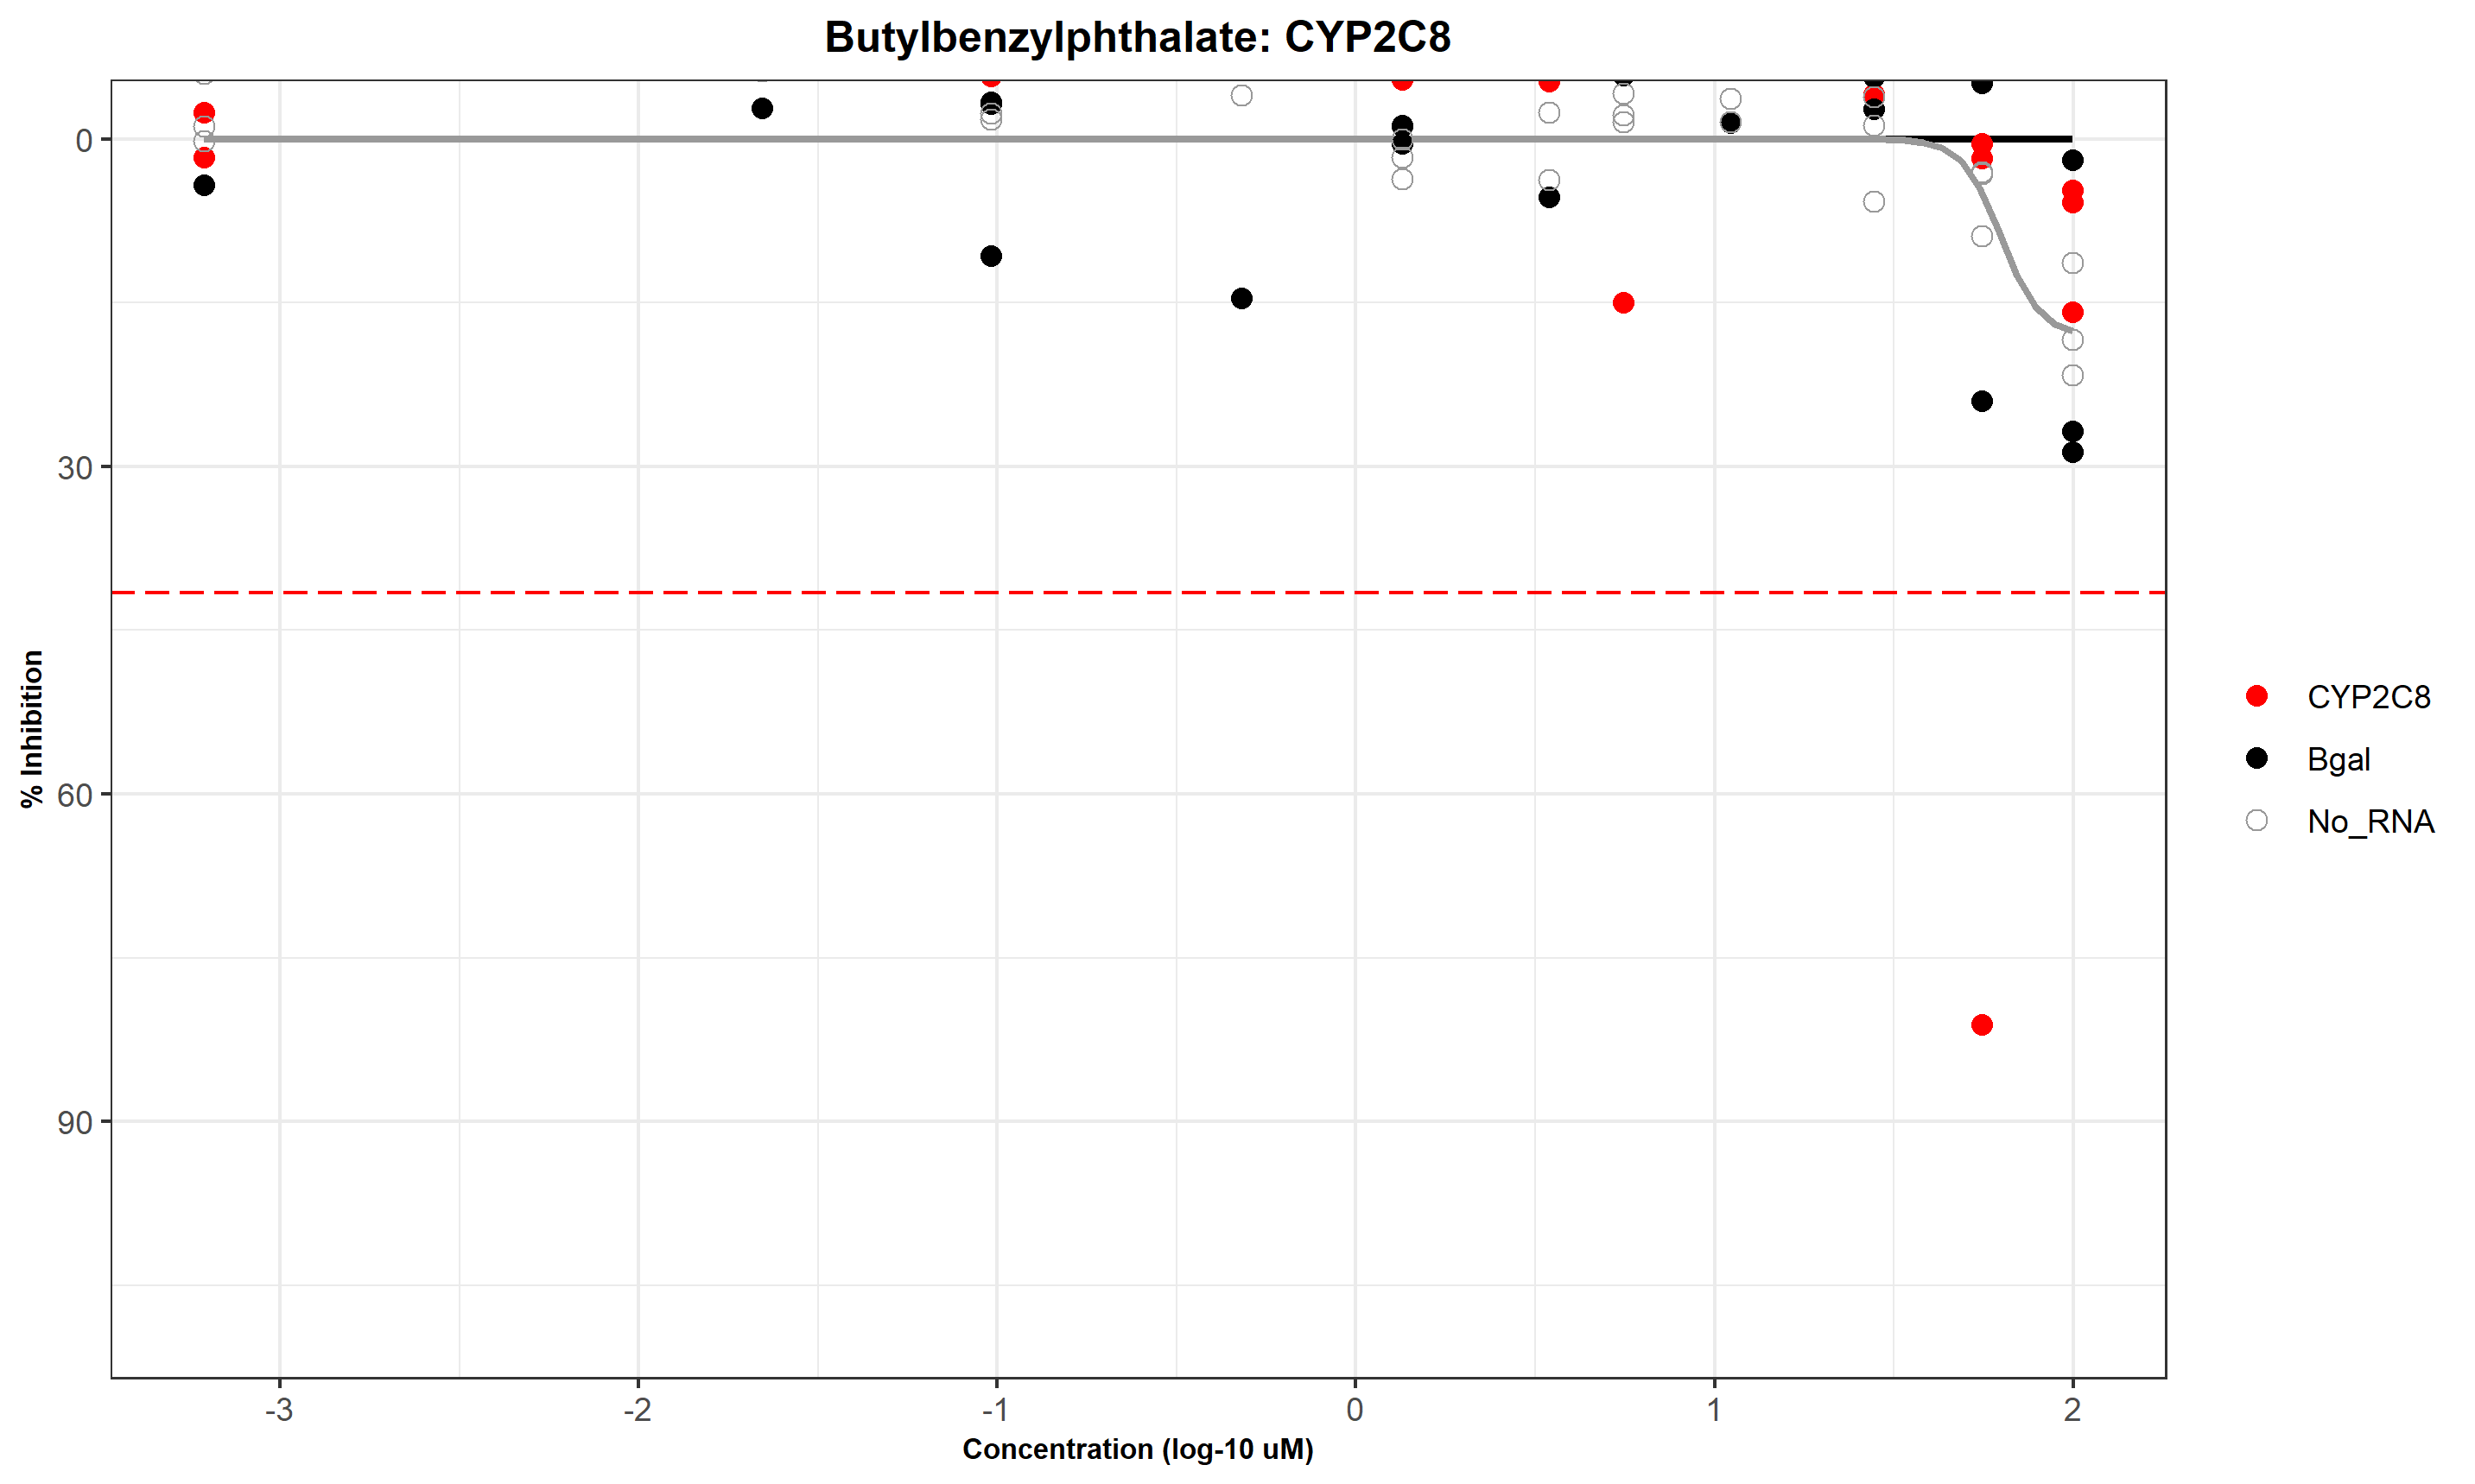 Butylbenzylphthalate: CYP2C8
0
30
60
90
% Inhibition
-3
-2
-1
0
1
2
Concentration (log-10 uM)
CYP2C8
Bgal
No_RNA